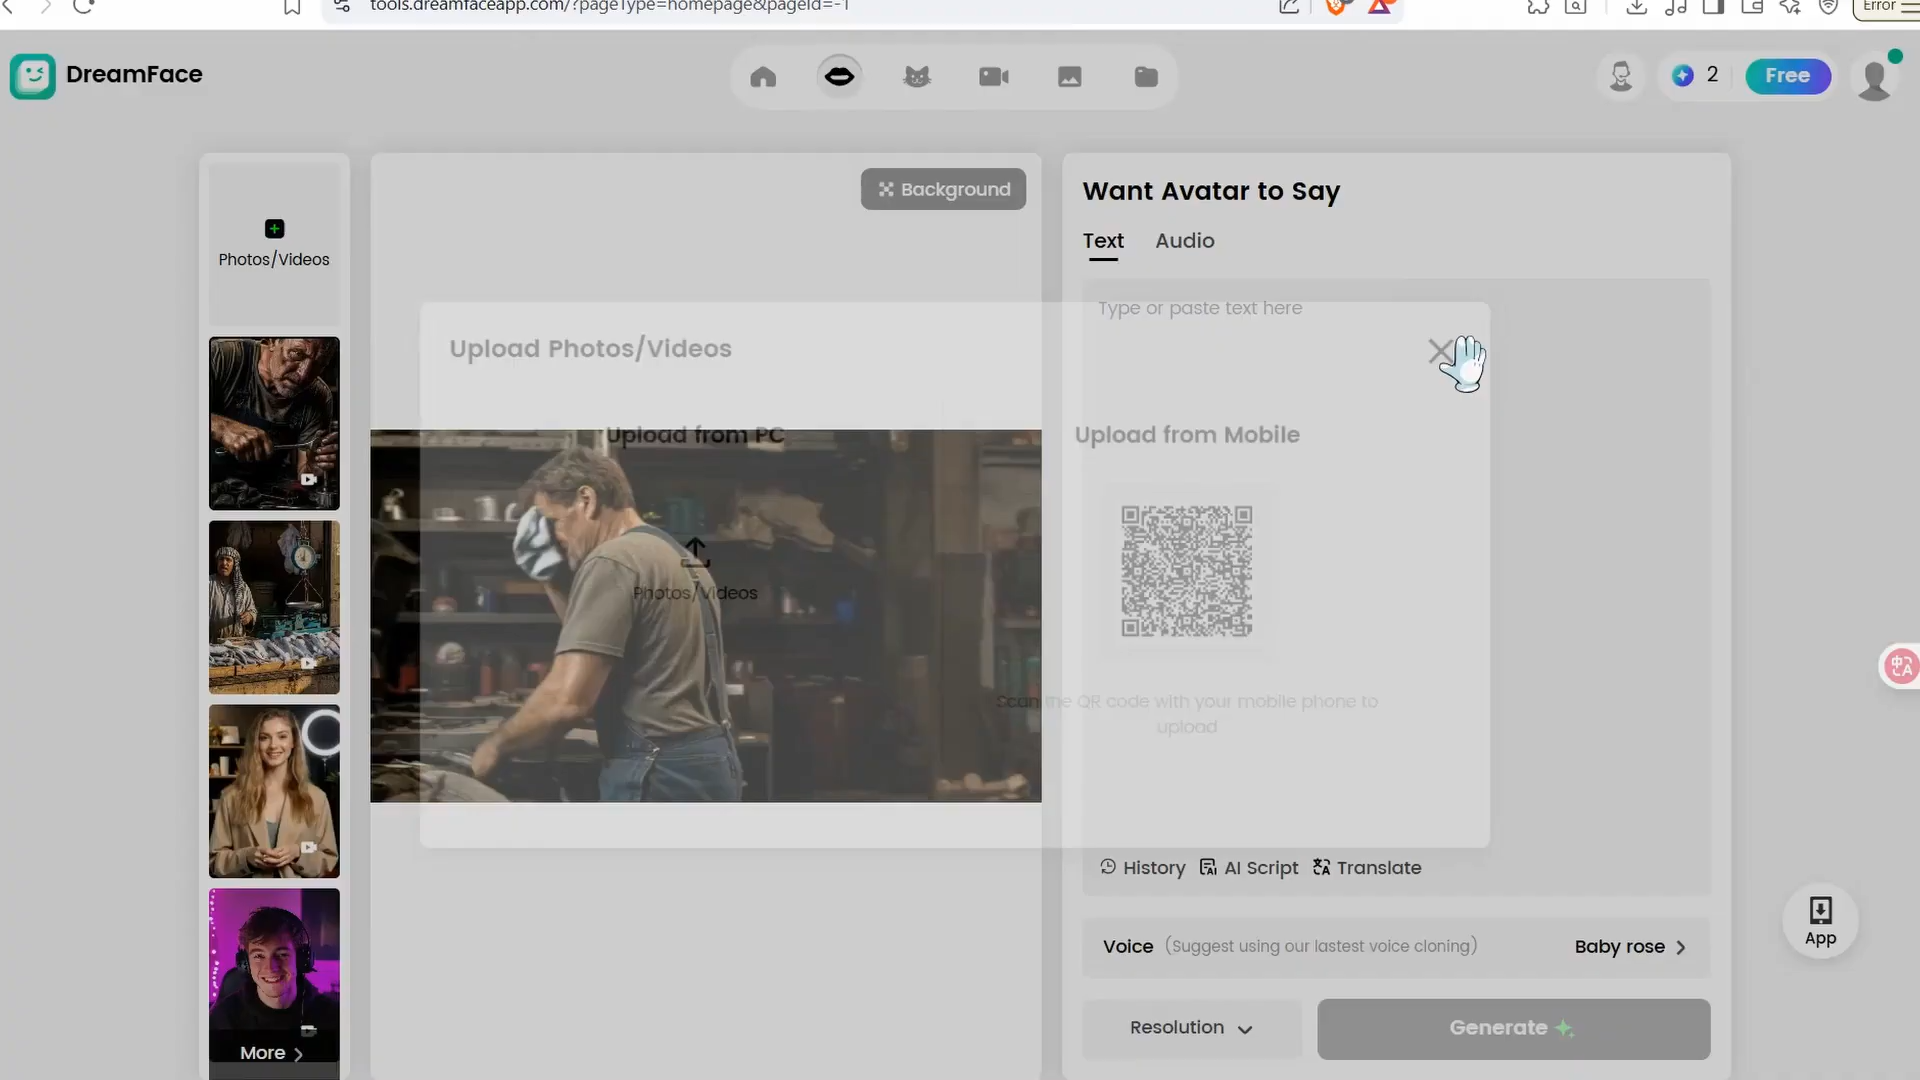 tools.dreamfaceapp.com/?pageType=homepage&pageId=-1
Error
DreamFace
2
Free
Photos/Videos
Background
Want Avatar to Say
Text
Audio
Type or paste text here
Upload Photos/Videos
Upload from PC
Upload from Mobile
Photos/Videos
Scan the QR code with your mobile phone to
upload
History
AI Script
Translate
App
Voice
(Suggest using our lastest voice cloning)
Baby rose
More
Resolution
Generate